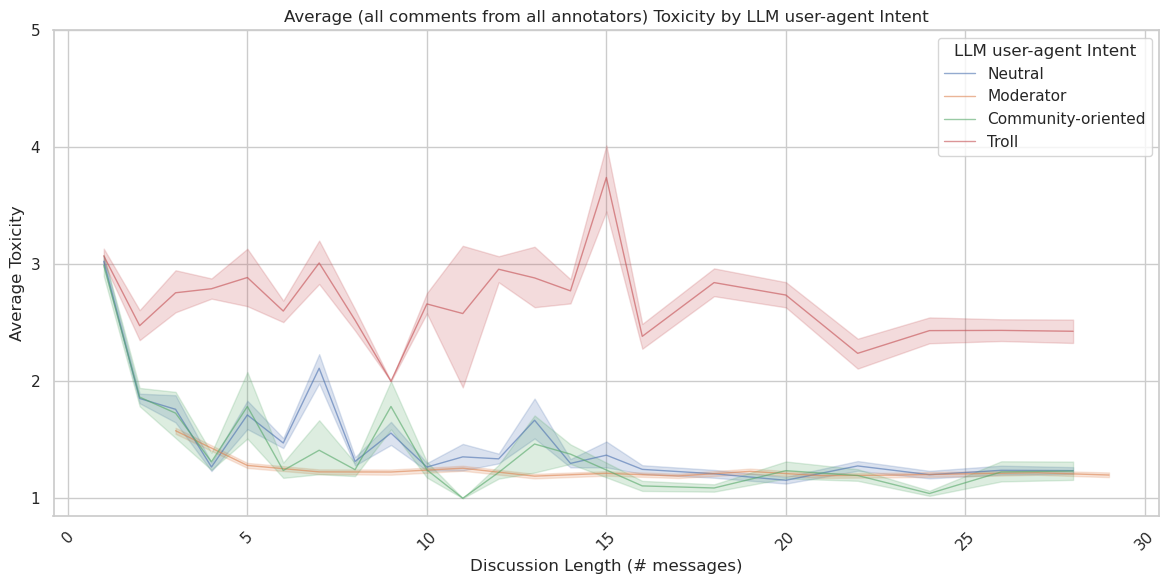 Average (all comments from all annotators) Toxicity by LLM user-agent Intent
LLM user-agent Intent
Neutral
Moderator
Community-oriented
Troll
Average Toxicity
5
4
3
2
1
0
5
10
15
20
25
30
Discussion Length (# messages)